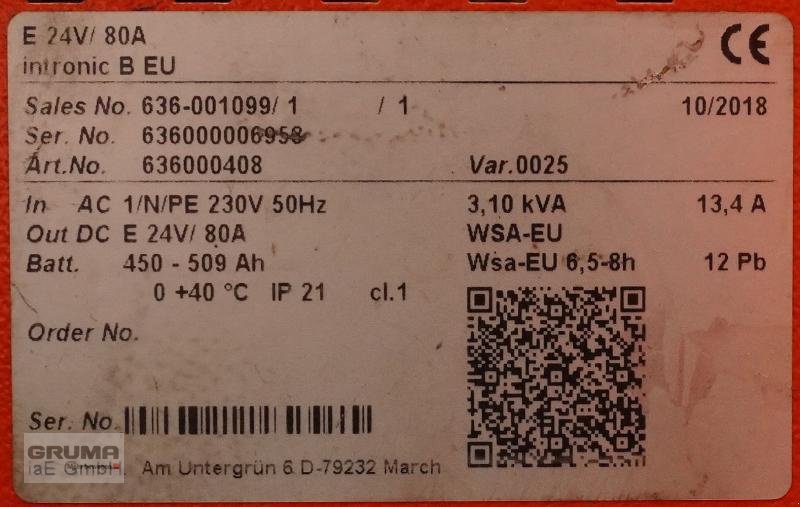 E 24V/ 80A
intronic B EU
CE
Sales No. 636-001099/ 1 / 1 10/2018
Ser. No. 636000006958
Art.No. 636000408 Var.0025
In AC 1/N/PE 230V 50Hz 3,10 kVA 13,4 A
Out DC E 24V/ 80A WSA-EU
Batt. 450 - 509 Ah Wsa-EU 6,5-8h 12 Pb
0 +40 °C IP 21 cl.1
Order No.
Ser. No.
GRUMA
iaE GmbH. Am Untergrün 6 D-79232 March